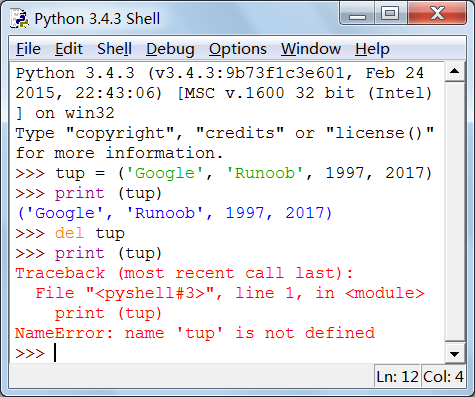 Python 3.4.3 Shell
File Edit Shell Debug Options Window Help
Python 3.4.3 (v3.4.3:9b73f1c3e601, Feb 24
2015, 22:43:06) [MSC v.1600 32 bit (Intel)
] on win32
Type "copyright", "credits" or "license()"
for more information.
>>> tup = ('Google', 'Runoob', 1997, 2017)
>>> print (tup)
('Google', 'Runoob', 1997, 2017)
>>> del tup
>>> print (tup)
Traceback (most recent call last):
  File "<pyshell#3>", line 1, in <module>
    print (tup)
NameError: name 'tup' is not defined
>>>
Ln: 12 Col: 4